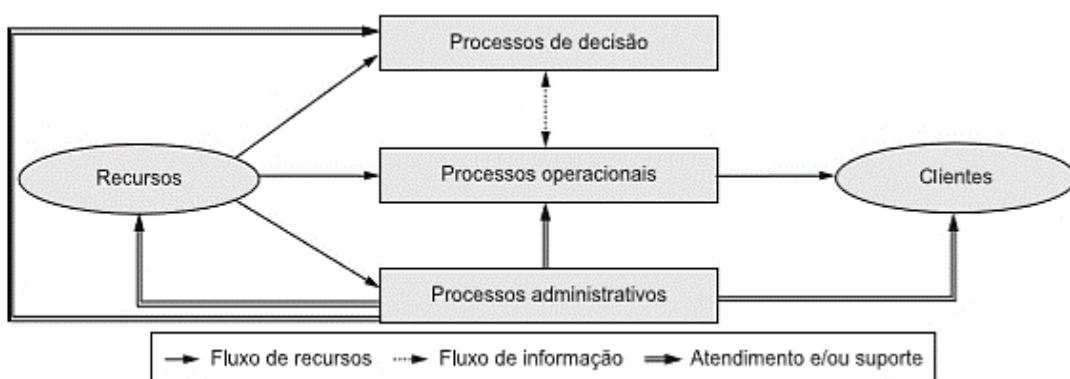 Processos de decisão
Recursos
Processos operacionais
Clientes
Processos administrativos
Fluxo de recursos
Fluxo de informação
Atendimento e/ou suporte